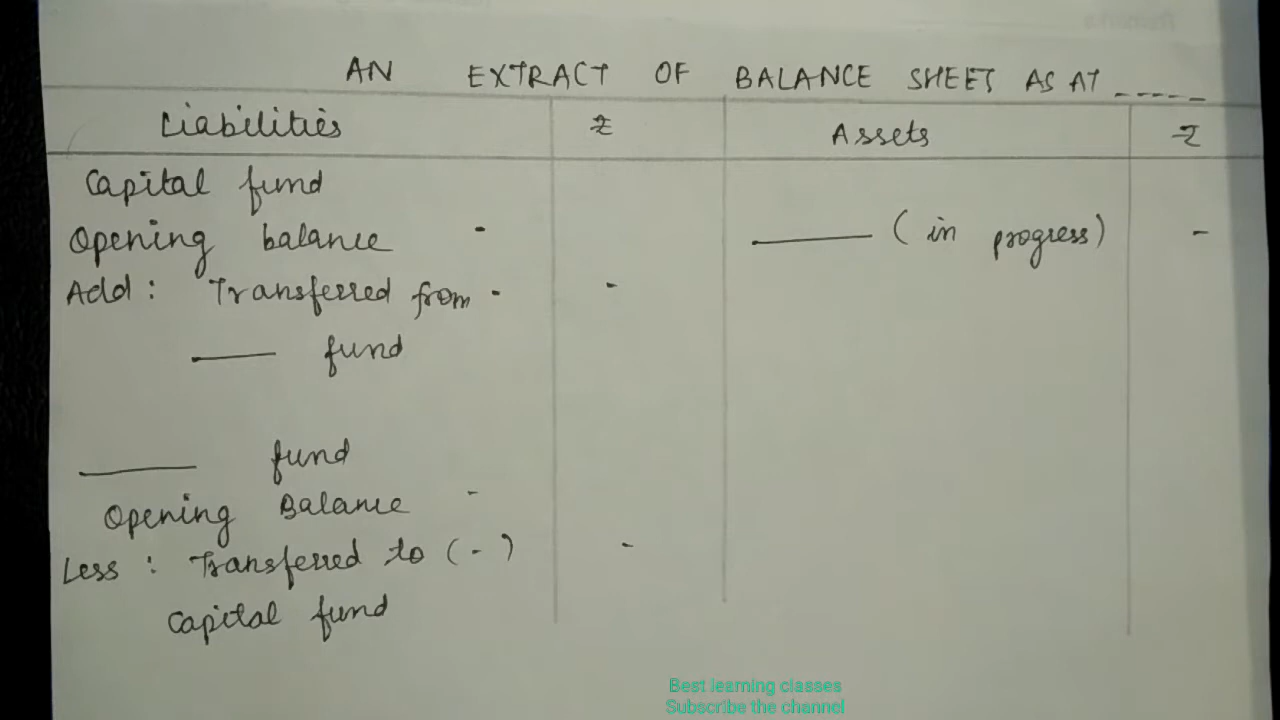 AN EXTRACT OF BALANCE SHEET AS AT -----
Liabilities ₹ Assets ₹
Capital fund
Opening balance - —— (in progress) -
Add : Transferred from - -
—— fund
—— fund
Opening Balance -
Less : Transferred to (-) -
Capital fund
Best learning classes
Subscribe the channel